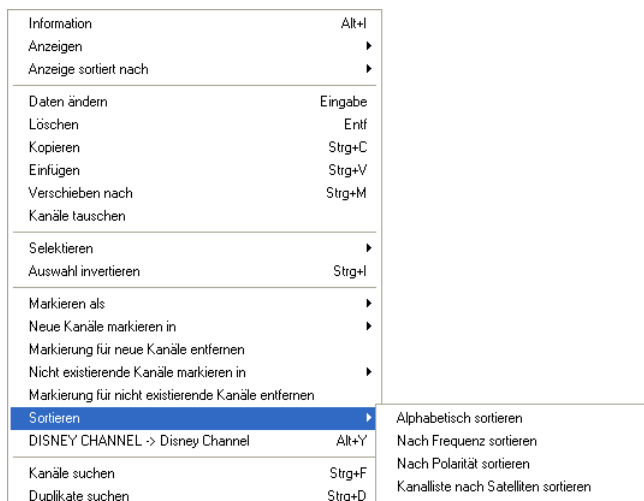 Information Alt+I
Anzeigen
Anzeige sortiert nach
Daten ändern Eingabe
Löschen Entf
Kopieren Strg+C
Einfügen Strg+V
Verschieben nach Strg+M
Kanäle tauschen
Selektieren
Auswahl invertieren Strg+I
Markieren als
Neue Kanäle markieren in
Markierung für neue Kanäle entfernen
Nicht existierende Kanäle markieren in
Markierung für nicht existierende Kanäle entfernen
Sortieren
DISNEY CHANNEL -> Disney Channel Alt+Y
Kanäle suchen Strg+F
Duplikate suchen Strg+D
Alphabetisch sortieren
Nach Frequenz sortieren
Nach Polarität sortieren
Kanalliste nach Satelliten sortieren